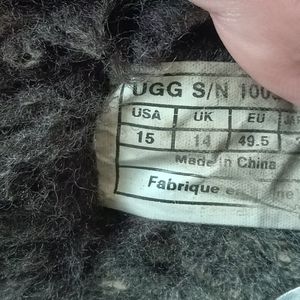 UGG S/N 100
USA UK EU
15 14 49.5
Made in China
Fabrique